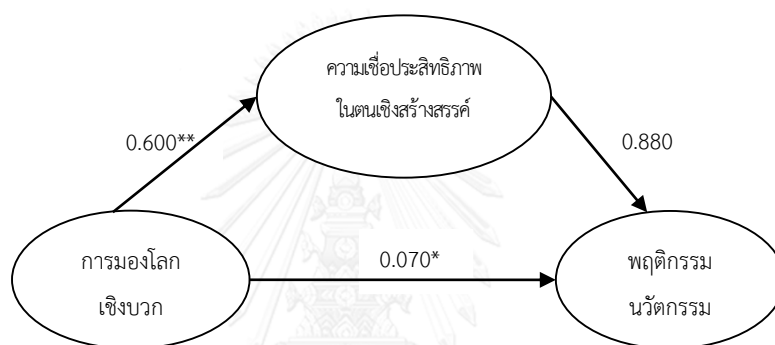 ความเชื่อประสิทธิภาพ
ในตนเชิงสร้างสรรค์
0.600**
0.880
การมองโลก
เชิงบวก
0.070*
พฤติกรรม
นวัตกรรม